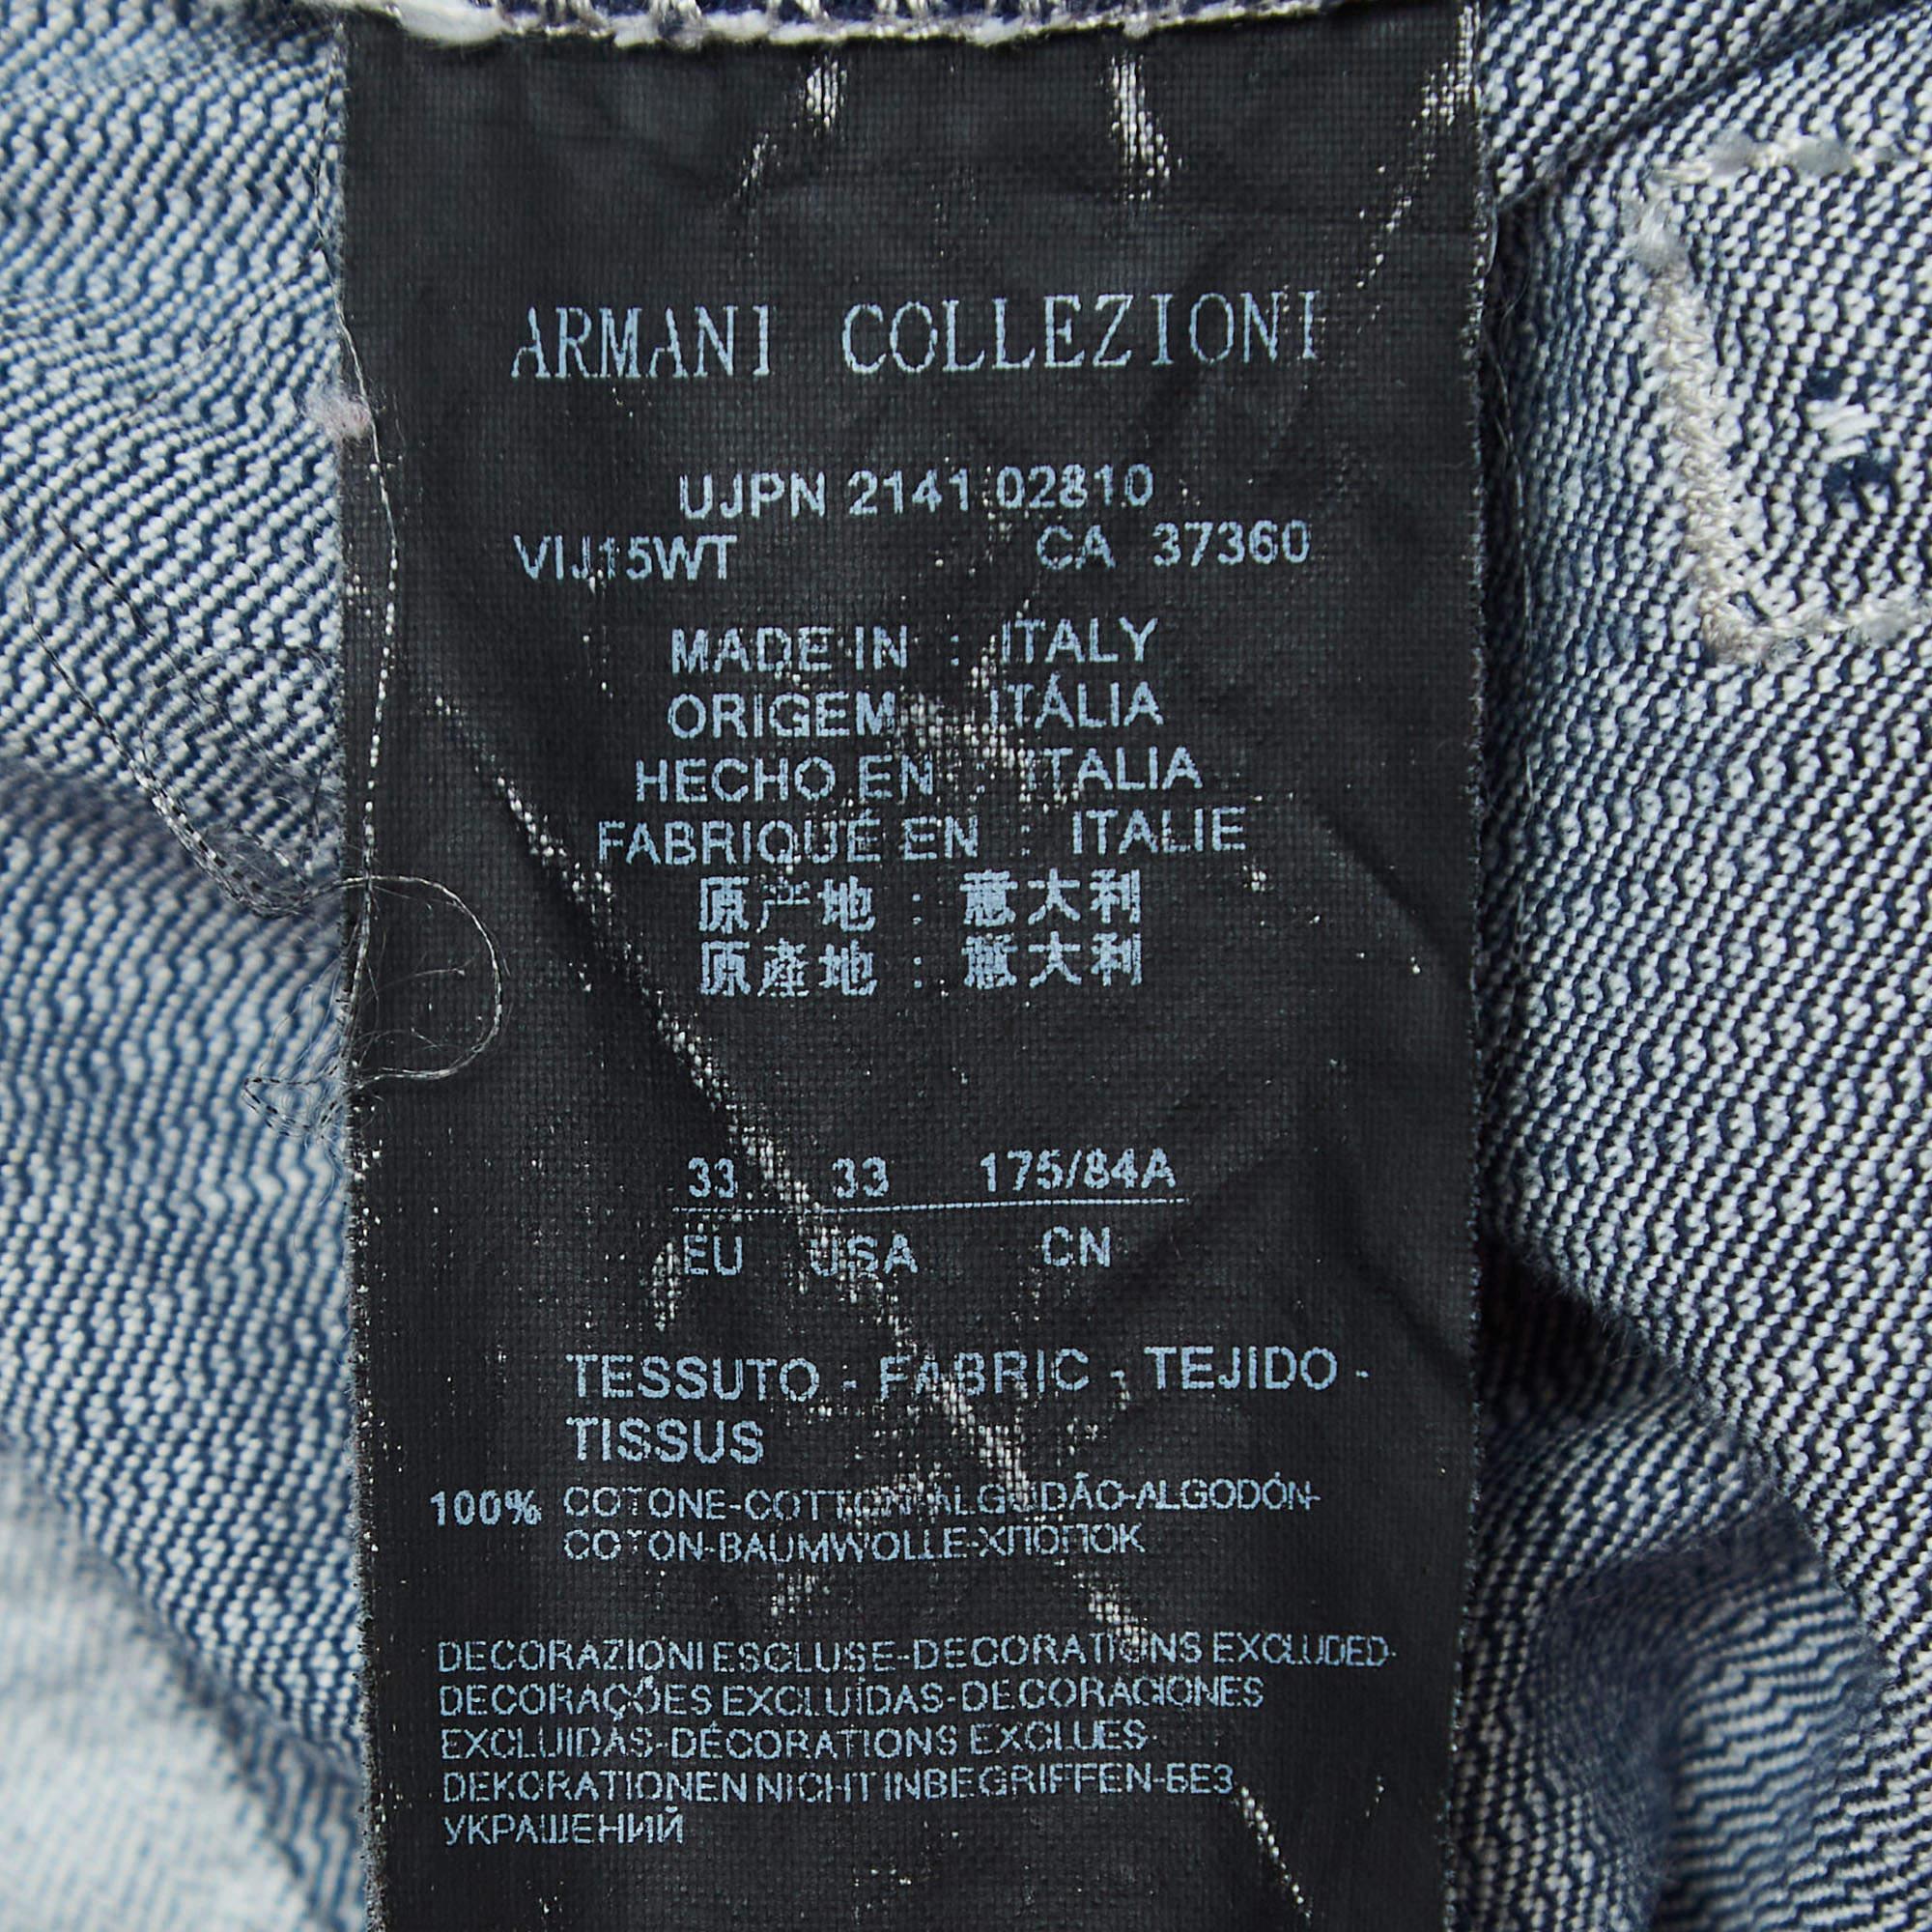 ARMANI COLLEZIONI
UJPN 2141 02810
VIJ15WT CA 37360
MADE IN : ITALY
ORIGEM : ITÁLIA
HECHO EN : ITALIA
FABRIQUÉ EN : ITALIE
原产地 : 意大利
原產地 : 意大利
33 33 175/84A
EU USA CN
TESSUTO - FABRIC - TEJIDO -
TISSUS
100% COTONE-COTTON-ALGODÃO-ALGODÓN-
COTON-BAUMWOLLE-ХЛОПОК
DECORAZIONI ESCLUSE-DECORATIONS EXCLUDED-
DECORAÇÕES EXCLUÍDAS-DECORACIONES
EXCLUIDAS-DÉCORATIONS EXCLUES-
DEKORATIONEN NICHT INBEGRIFFEN-БЕЗ
УКРАШЕНИЙ